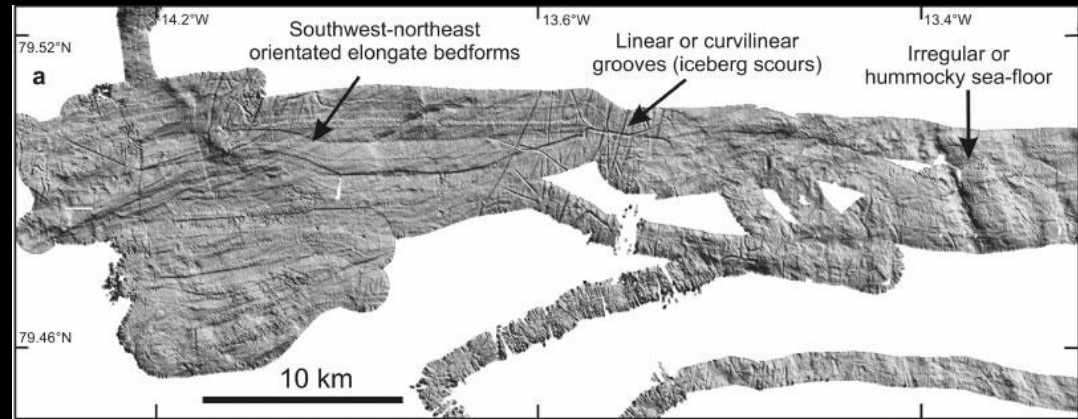 14.2°W
13.6°W
13.4°W
79.52°N
a
Southwest-northeast
orientated elongate bedforms
Linear or curvilinear
grooves (iceberg scours)
Irregular or
hummocky sea-floor
79.46°N
10 km